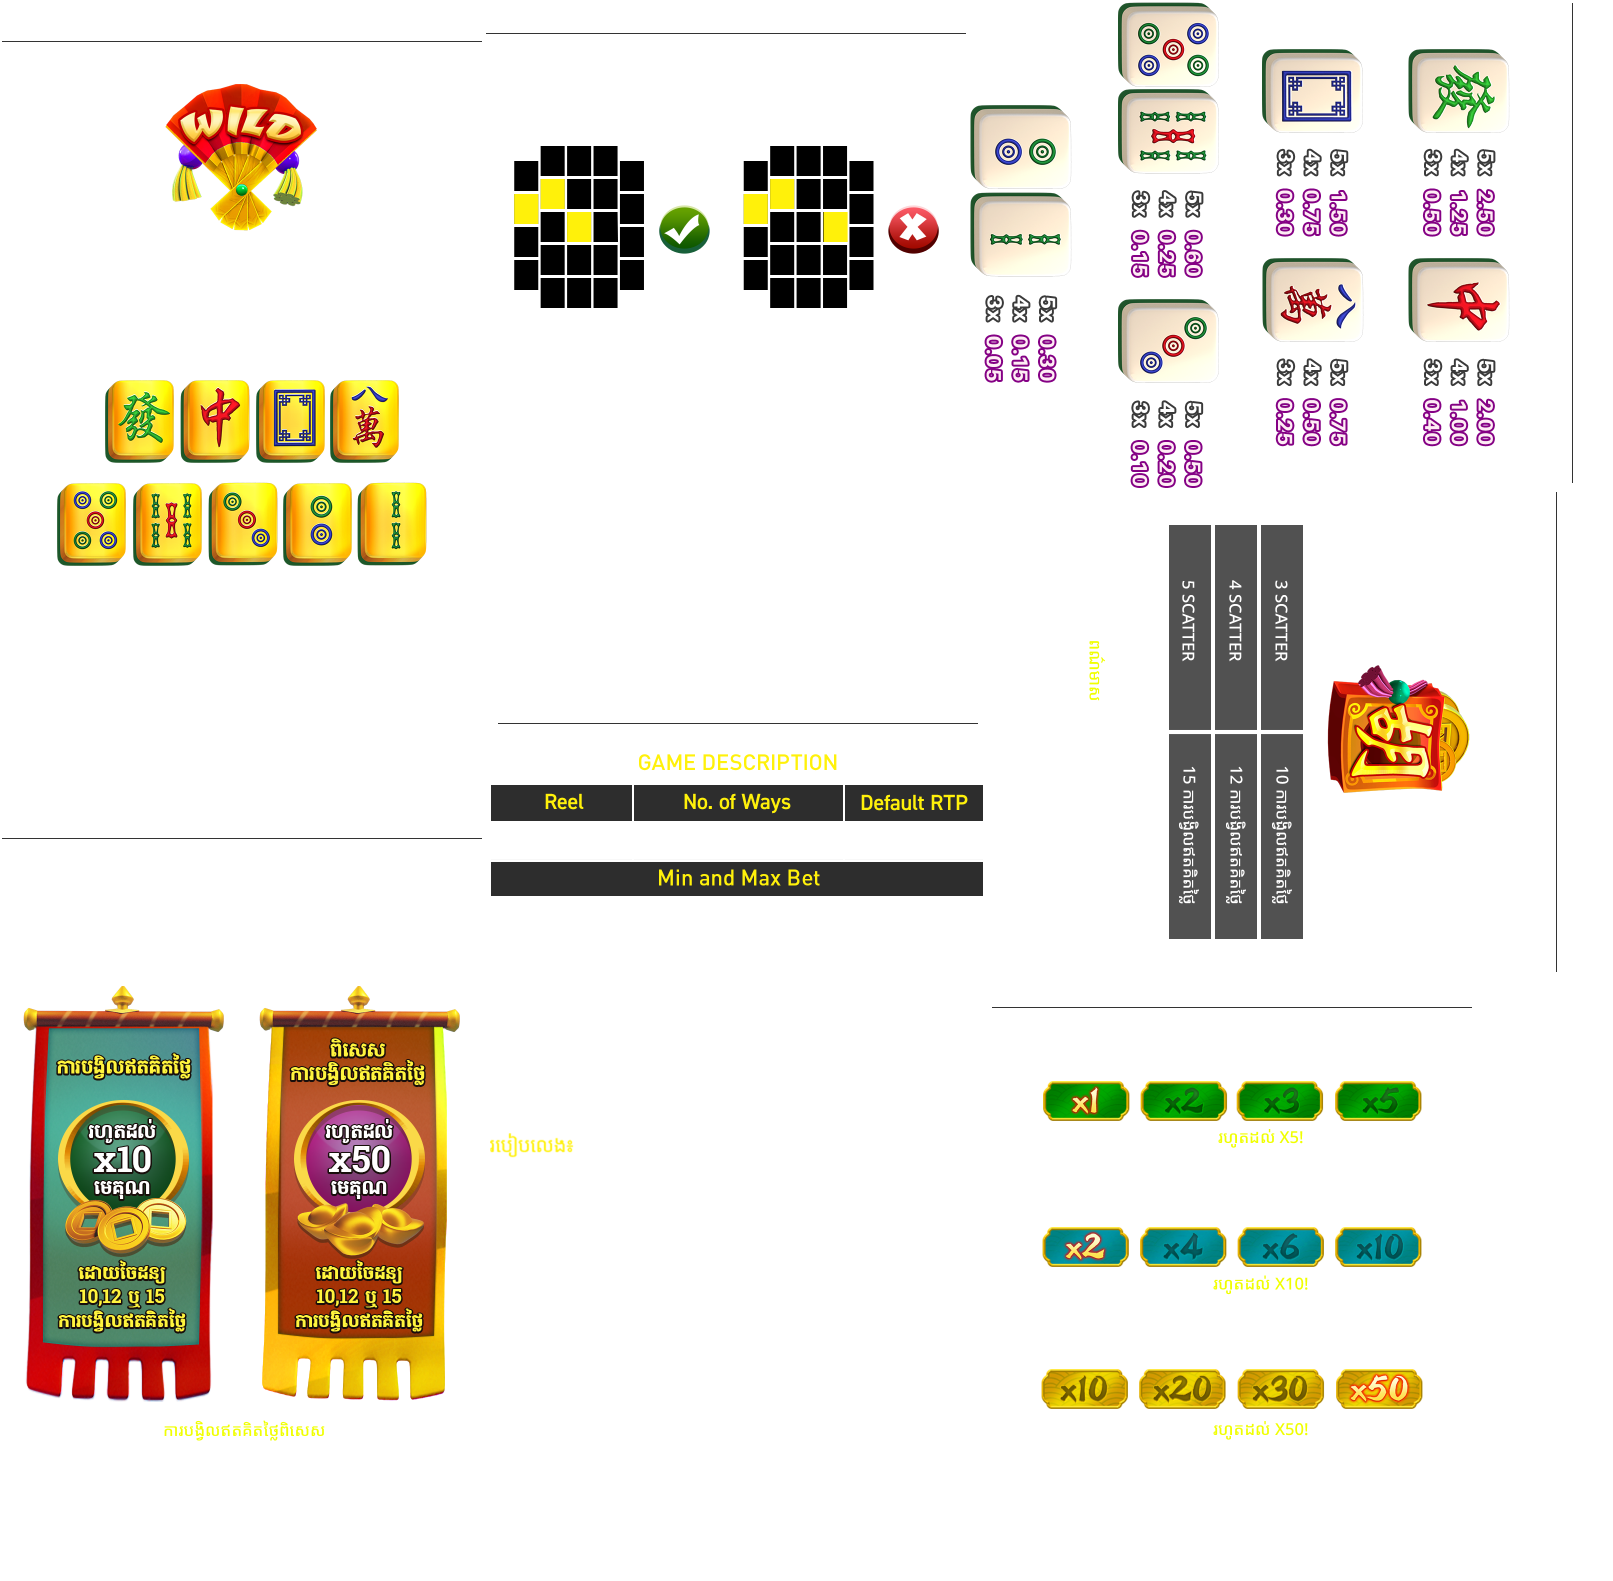 WILD
發
中
八
萬
5x 0.30
4x 0.15
3x 0.05
5x 0.60
4x 0.25
3x 0.15
5x 0.50
4x 0.20
3x 0.10
5x 1.50
4x 0.75
3x 0.30
八
萬
5x 0.75
4x 0.50
3x 0.25
發
5x 2.50
4x 1.25
3x 0.50
中
5x 2.00
4x 1.00
3x 0.40
3 SCATTER 10 ការបង្វិលឥតគិតថ្លៃ
4 SCATTER 12 ការបង្វិលឥតគិតថ្លៃ
5 SCATTER 15 ការបង្វិលឥតគិតថ្លៃ
GAME DESCRIPTION
Reel No. of Ways Default RTP
Min and Max Bet
ការបង្វិលឥតគិតថ្លៃ
រហូតដល់
x10
មេគុណ
ដោយចៃដន្យ
10,12 ឬ 15
ការបង្វិលឥតគិតថ្លៃ
ពិសេស
ការបង្វិលឥតគិតថ្លៃ
រហូតដល់
x50
មេគុណ
ដោយចៃដន្យ
10,12 ឬ 15
ការបង្វិលឥតគិតថ្លៃ
ការបង្វិលឥតគិតថ្លៃពិសេស
របៀបលេង៖
x1 x2 x3 x5
រហូតដល់ X5!
x2 x4 x6 x10
រហូតដល់ X10!
x10 x20 x30 x50
រហូតដល់ X50!